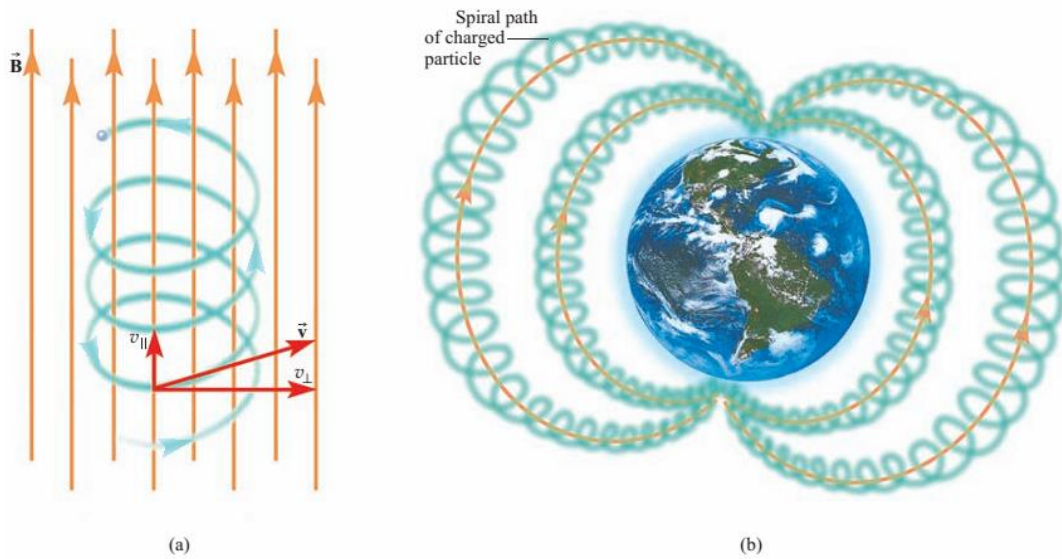 B⃗
v∥
v⃗
v⊥
(a)
Spiral path
of charged
particle
(b)